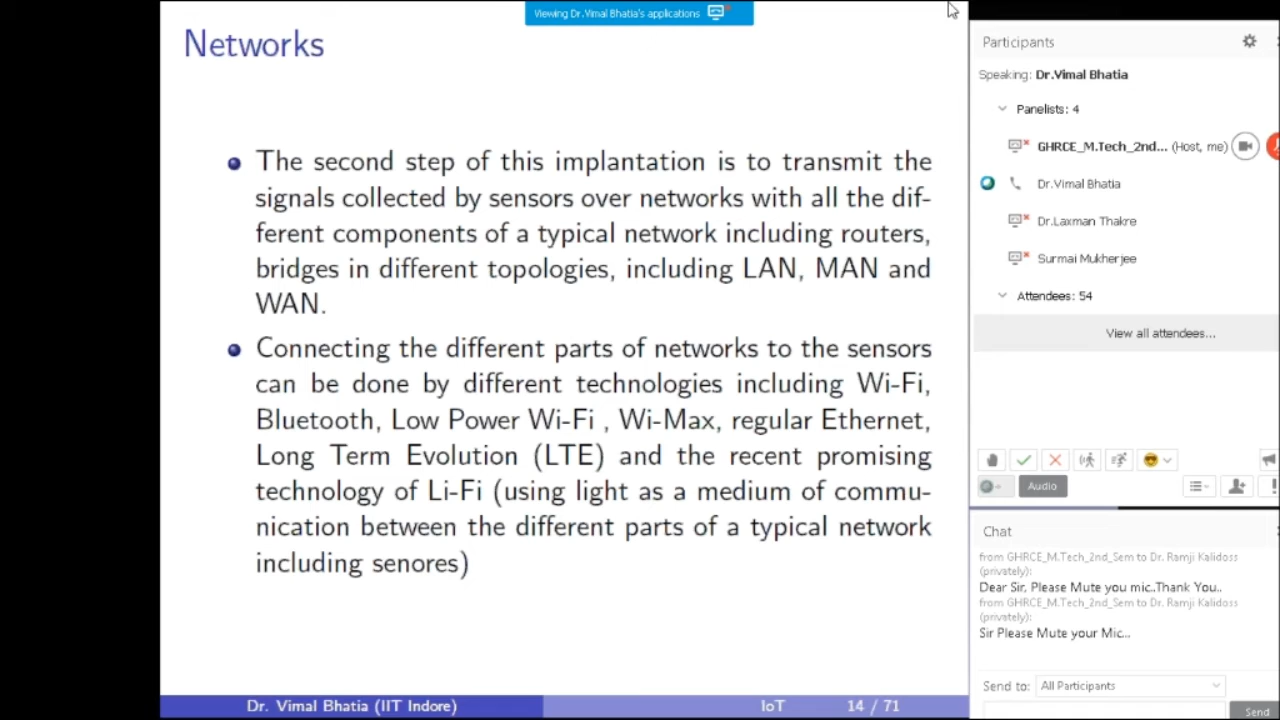 Viewing Dr.Vimal Bhatia's applications
Networks
The second step of this implantation is to transmit the
signals collected by sensors over networks with all the dif-
ferent components of a typical network including routers,
bridges in different topologies, including LAN, MAN and
WAN.
Connecting the different parts of networks to the sensors
can be done by different technologies including Wi-Fi,
Bluetooth, Low Power Wi-Fi , Wi-Max, regular Ethernet,
Long Term Evolution (LTE) and the recent promising
technology of Li-Fi (using light as a medium of commu-
nication between the different parts of a typical network
including senores)
Dr. Vimal Bhatia (IIT Indore)
IoT
14 / 71
Participants
Speaking: Dr.Vimal Bhatia
Panelists: 4
GHRCE_M.Tech_2nd... (Host, me)
Dr.Vimal Bhatia
Dr.Laxman Thakre
Surmai Mukherjee
Attendees: 54
View all attendees...
Audio
Chat
from GHRCE_M.Tech_2nd_Sem to Dr. Ramji Kalidoss
(privately):
Dear Sir, Please Mute you mic..Thank You..
from GHRCE_M.Tech_2nd_Sem to Dr. Ramji Kalidoss
(privately):
Sir Please Mute your Mic...
Send to: All Participants
Send